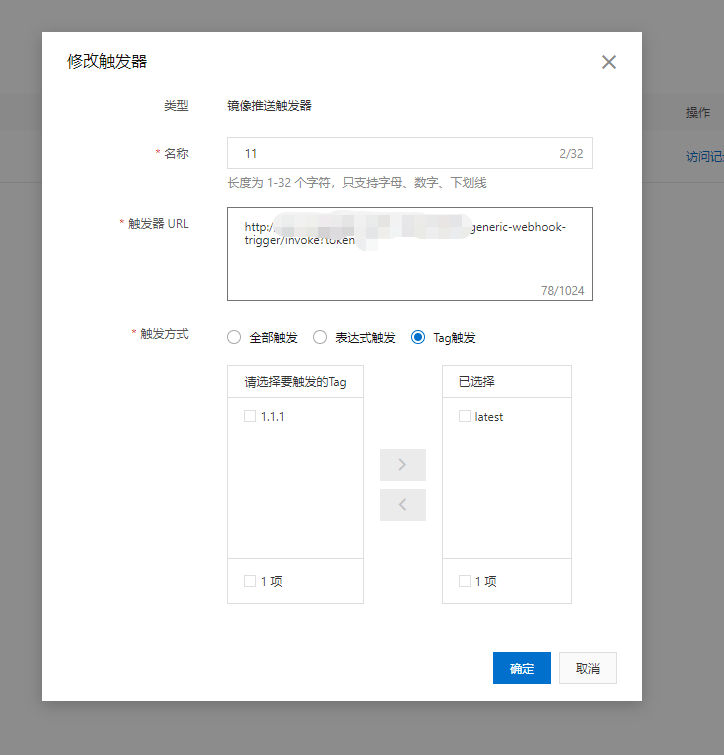 修改触发器
操作
类型 镜像推送触发器
* 名称 11 2/32
访问记
长度为 1-32 个字符，只支持字母、数字、下划线
* 触发器 URL http:/ generic-webhook-
trigger/invoke?token
78/1024
* 触发方式 全部触发 表达式触发 Tag触发
请选择要触发的Tag 已选择
1.1.1 latest
1 项 1 项
确定 取消